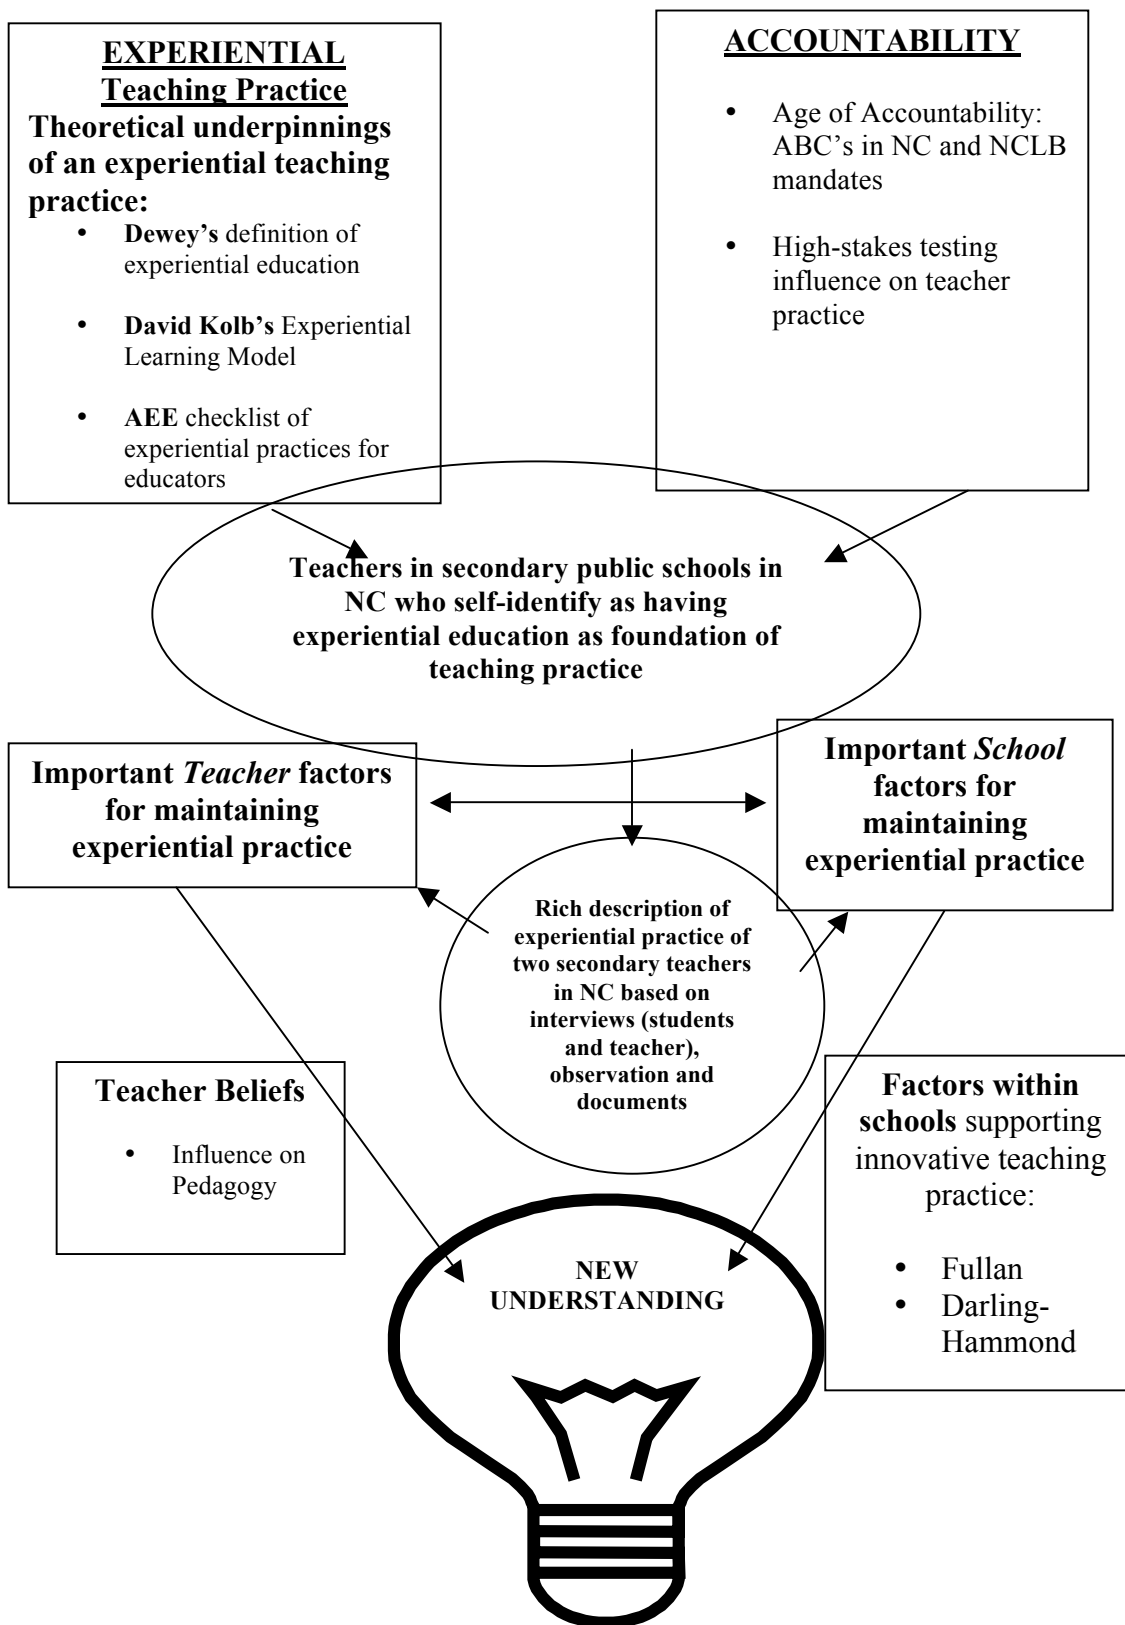 EXPERIENTIAL
Teaching Practice
Theoretical underpinnings
of an experiential teaching
practice:
• Dewey’s definition of
experiential education
• David Kolb’s Experiential
Learning Model
• AEE checklist of
experiential practices for
educators
ACCOUNTABILITY
• Age of Accountability:
ABC’s in NC and NCLB
mandates
• High-stakes testing
influence on teacher
practice
Teachers in secondary public schools in
NC who self-identify as having
experiential education as foundation of
teaching practice
Important Teacher factors
for maintaining
experiential practice
Important School
factors for
maintaining
experiential practice
Rich description of
experiential practice of
two secondary teachers
in NC based on
interviews (students
and teacher),
observation and
documents
Teacher Beliefs
• Influence on
Pedagogy
Factors within
schools supporting
innovative teaching
practice:
• Fullan
• Darling-
Hammond
NEW
UNDERSTANDING